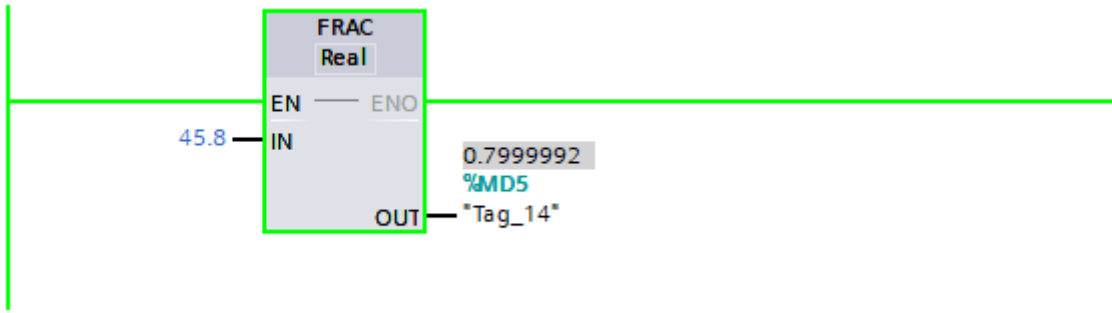 FRAC
Real
EN ENO
45.8 IN
0.7999992
%MD5
OUT "Tag_14"